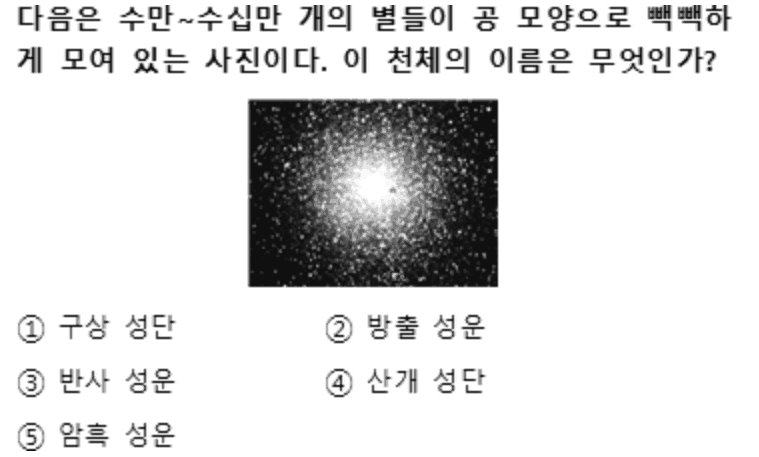 다음은 수만~수십만 개의 별들이 공 모양으로 빽빽하
게 모여 있는 사진이다. 이 천체의 이름은 무엇인가?
① 구상 성단 ② 방출 성운
③ 반사 성운 ④ 산개 성단
⑤ 암흑 성운